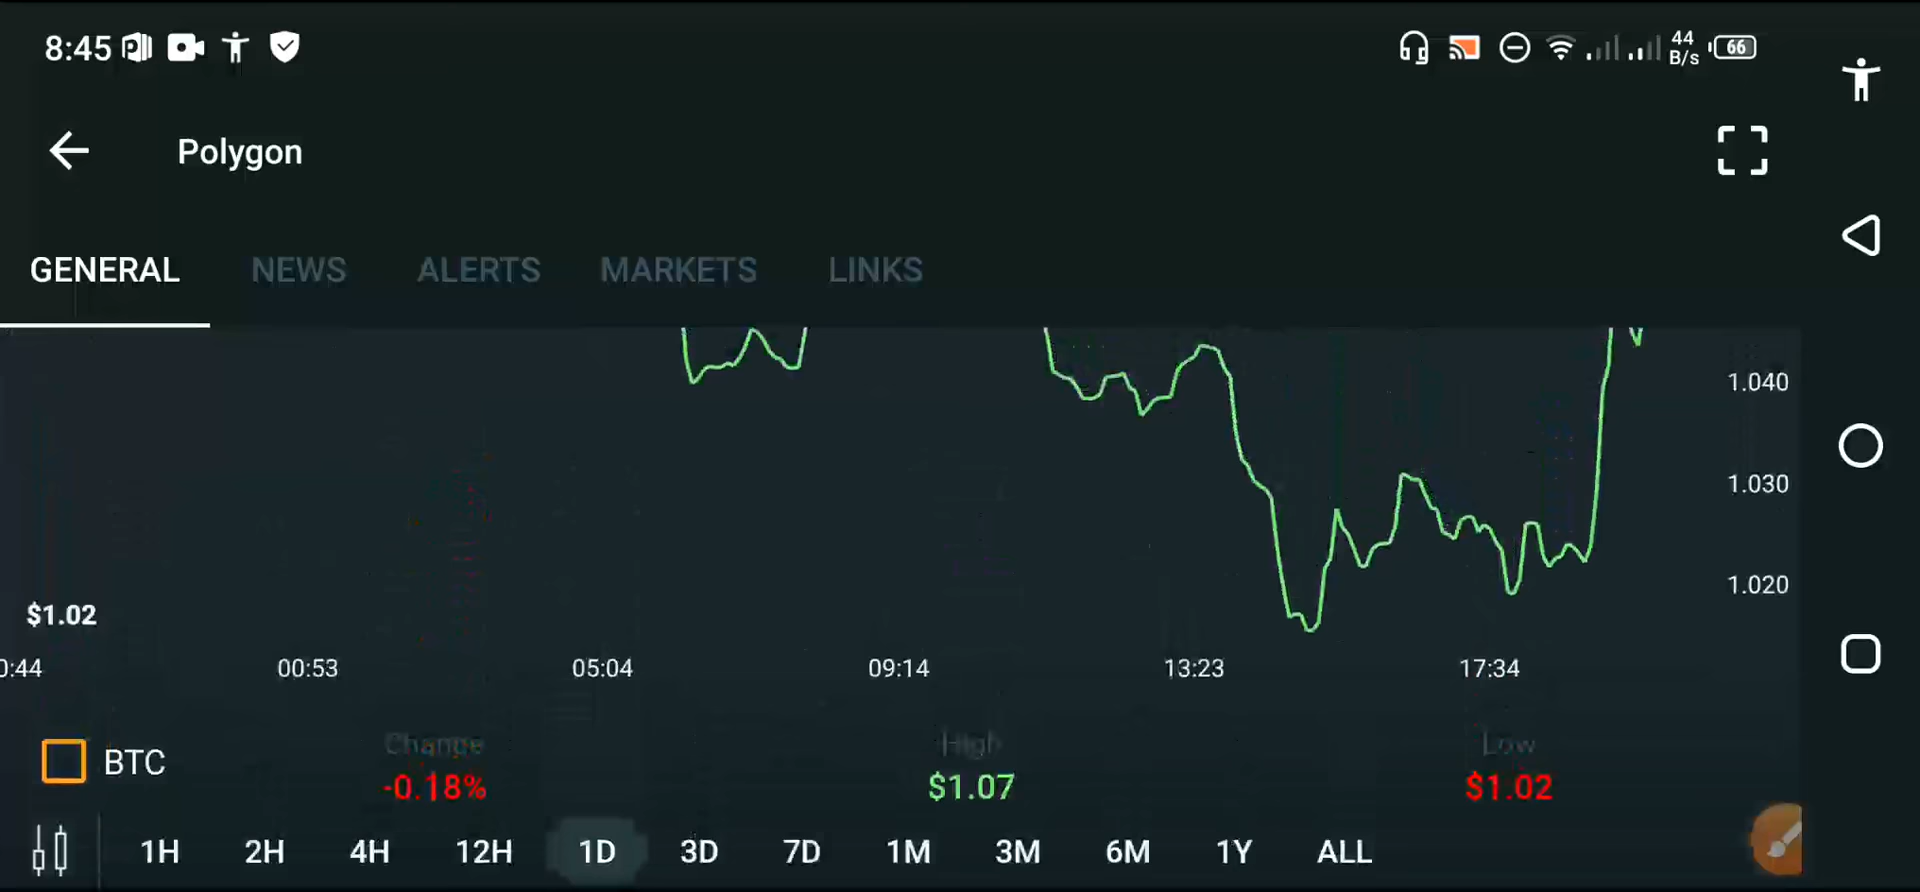 8:45
44 B/s 66
Polygon
GENERAL NEWS ALERTS MARKETS LINKS
1.040
1.030
1.020
$1.02
0:44 00:53 05:04 09:14 13:23 17:34
Change High Low
BTC -0.18% $1.07 $1.02
1H 2H 4H 12H 1D 3D 7D 1M 3M 6M 1Y ALL